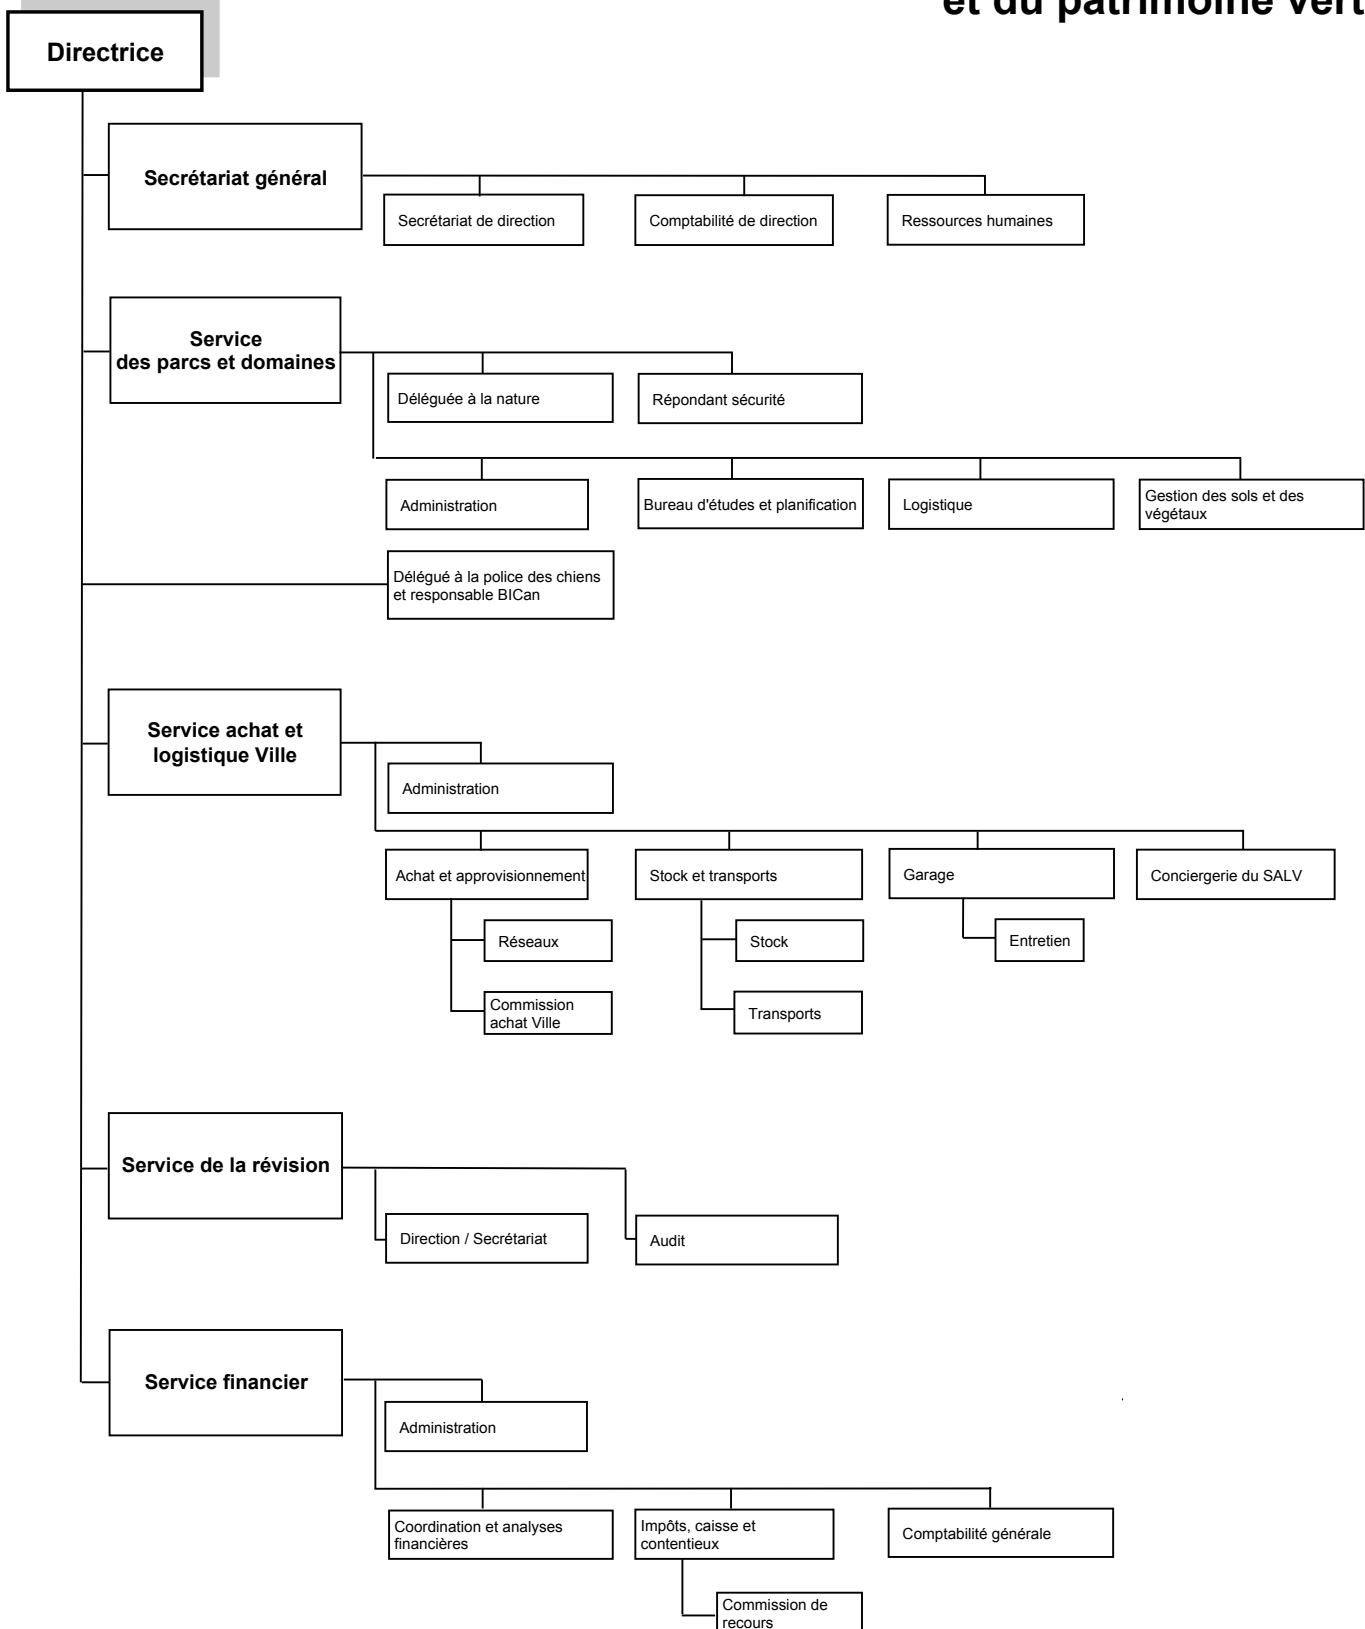 et du patrimoine vert
Directrice
Secrétariat général
Secrétariat de direction
Comptabilité de direction
Ressources humaines
Service
des parcs et domaines
Déléguée à la nature
Répondant sécurité
Administration
Bureau d'études et planification
Logistique
Gestion des sols et des
végétaux
Délégué à la police des chiens
et responsable BICan
Service achat et
logistique Ville
Administration
Achat et approvisionnement
Stock et transports
Garage
Conciergerie du SALV
Réseaux
Stock
Entretien
Commission
achat Ville
Transports
Service de la révision
Direction / Secrétariat
Audit
Service financier
Administration
Coordination et analyses
financières
Impôts, caisse et
contentieux
Comptabilité générale
Commission de
recours